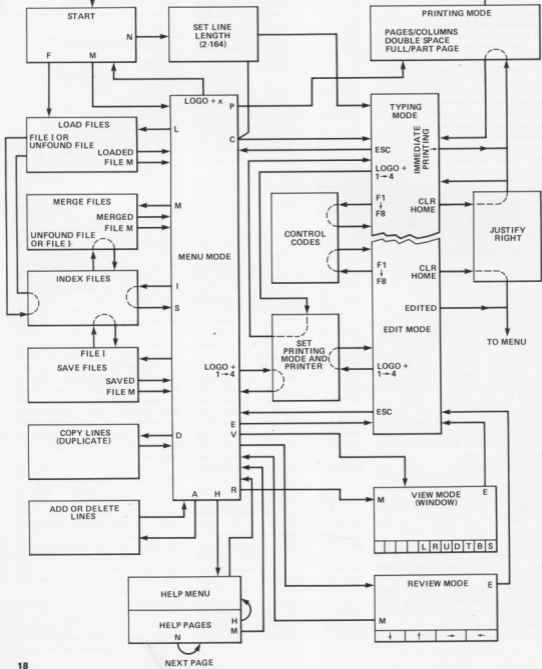 START
N
F
M
SET LINE
LENGTH
(2-164)
PRINTING MODE
PAGES/COLUMNS
DOUBLE SPACE
FULL/PART PAGE
LOGO + x
P
L
C
M
MENU MODE
I
S
LOGO +
1→4
D
E
V
R
A
H
LOAD FILES
FILE I OR
UNFOUND FILE
LOADED
FILE M
MERGE FILES
MERGED
FILE M
UNFOUND FILE
OR FILE I
INDEX FILES
FILE I
SAVE FILES
SAVED
FILE M
COPY LINES
(DUPLICATE)
ADD OR DELETE
LINES
HELP MENU
HELP PAGES
H
M
N
NEXT PAGE
TYPING
MODE
IMMEDIATE
PRINTING→
ESC
LOGO +
1→4
F1
↓
F8
CLR
HOME
CONTROL
CODES
JUSTIFY
RIGHT
F1
↓
F8
CLR
HOME
EDITED
EDIT MODE
TO MENU
SET
PRINTING
MODE AND
PRINTER
LOGO +
1→4
ESC
VIEW MODE
(WINDOW)
M
E
L R U D T B S
REVIEW MODE
E
M
↓ ↑ → ←
18